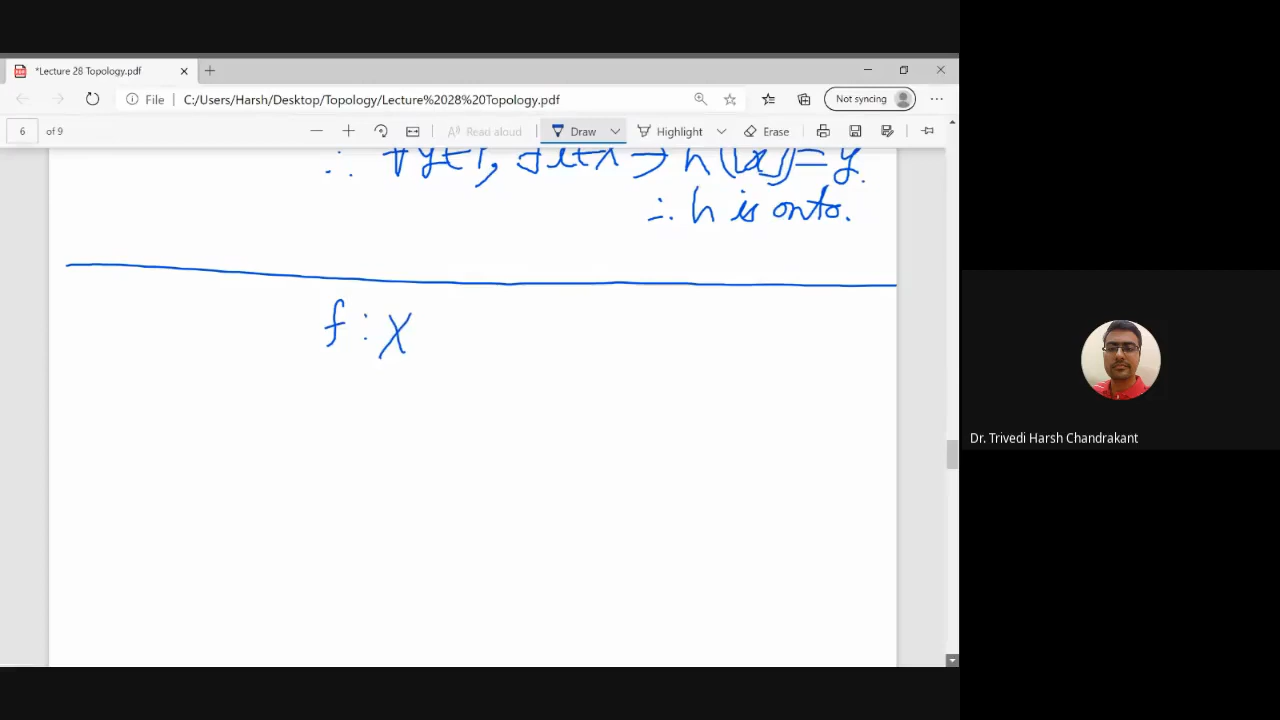 *Lecture 28 Topology.pdf
File | C:/Users/Harsh/Desktop/Topology/Lecture%2028%20Topology.pdf
Not syncing
6 of 9
Read aloud
Draw
Highlight
Erase
∴ h is onto.
f : X
Dr. Trivedi Harsh Chandrakant